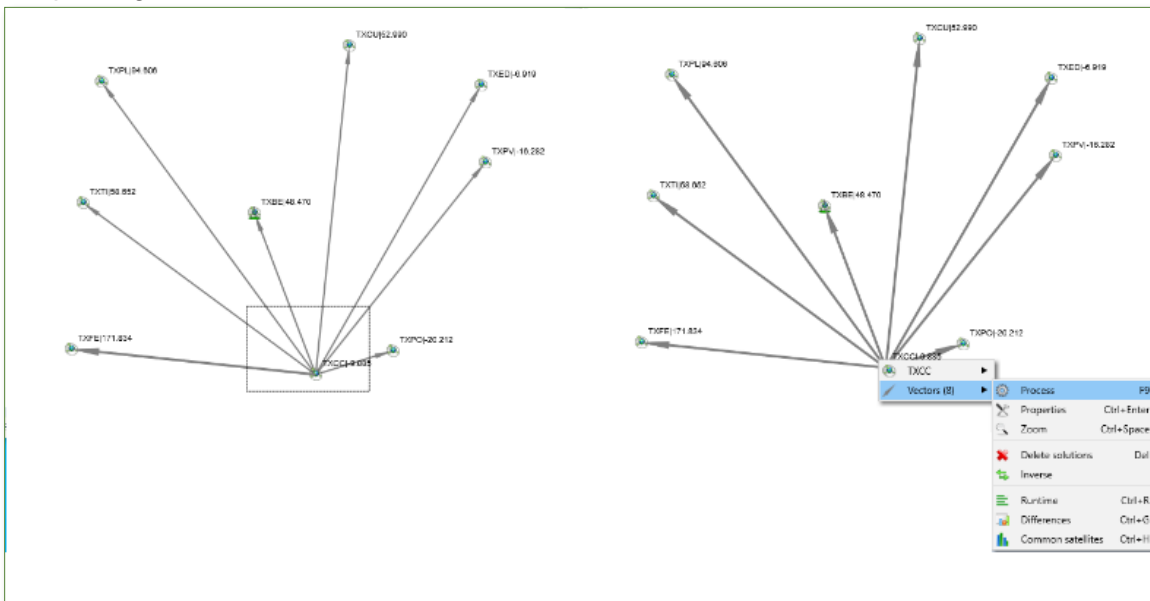 TXCU|52.990
TXPL|94.606
TXED|-6.919
TXPV|-16.282
TXTI|68.662
TXBE|48.470
TXFE|171.834
TXPO|-20.212
TXCU|52.990
TXPL|94.606
TXED|-6.919
TXPV|-16.282
TXTI|68.662
TXBE|48.470
TXFE|171.834
TXPO|-20.212
TXCC
Vectors (8)
Process F9
Properties Ctrl+Enter
Zoom Ctrl+Space
Delete solutions Del
Inverse
Runtime Ctrl+R
Differences Ctrl+G
Common satellites Ctrl+H